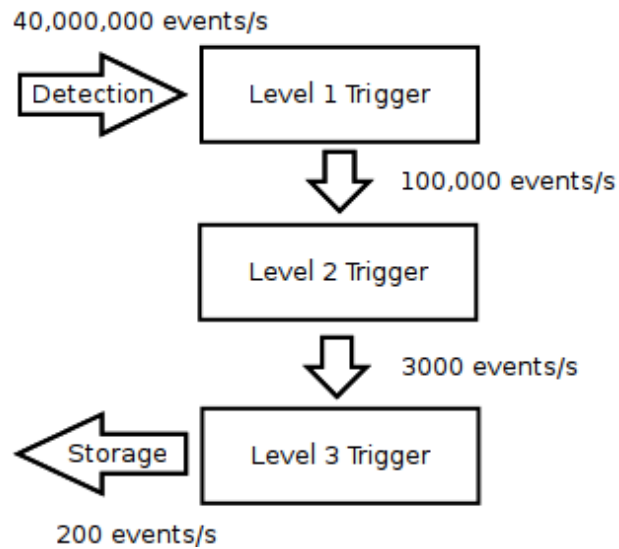 40,000,000 events/s
Detection
Level 1 Trigger
100,000 events/s
Level 2 Trigger
3000 events/s
Level 3 Trigger
Storage
200 events/s